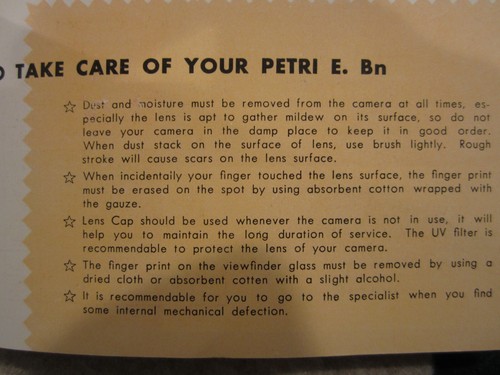 TAKE CARE OF YOUR PETRI E. Bn
☆ Dust and moisture must be removed from the camera at all times, es-
pecially the lens is apt to gather mildew on its surface, so do not
leave your camera in the damp place to keep it in good order.
When dust stack on the surface of lens, use brush lightly. Rough
stroke will cause scars on the lens surface.
☆ When incidentally your finger touched the lens surface, the finger print
must be erased on the spot by using absorbent cotton wrapped with
the gauze.
☆ Lens Cap should be used whenever the camera is not in use, it will
help you to maintain the long duration of service. The UV filter is
recommendable to protect the lens of your camera.
☆ The finger print on the viewfinder glass must be removed by using a
dried cloth or absorbent cotten with a slight alcohol.
☆ It is recommendable for you to go to the specialist when you find
some internal mechanical defection.